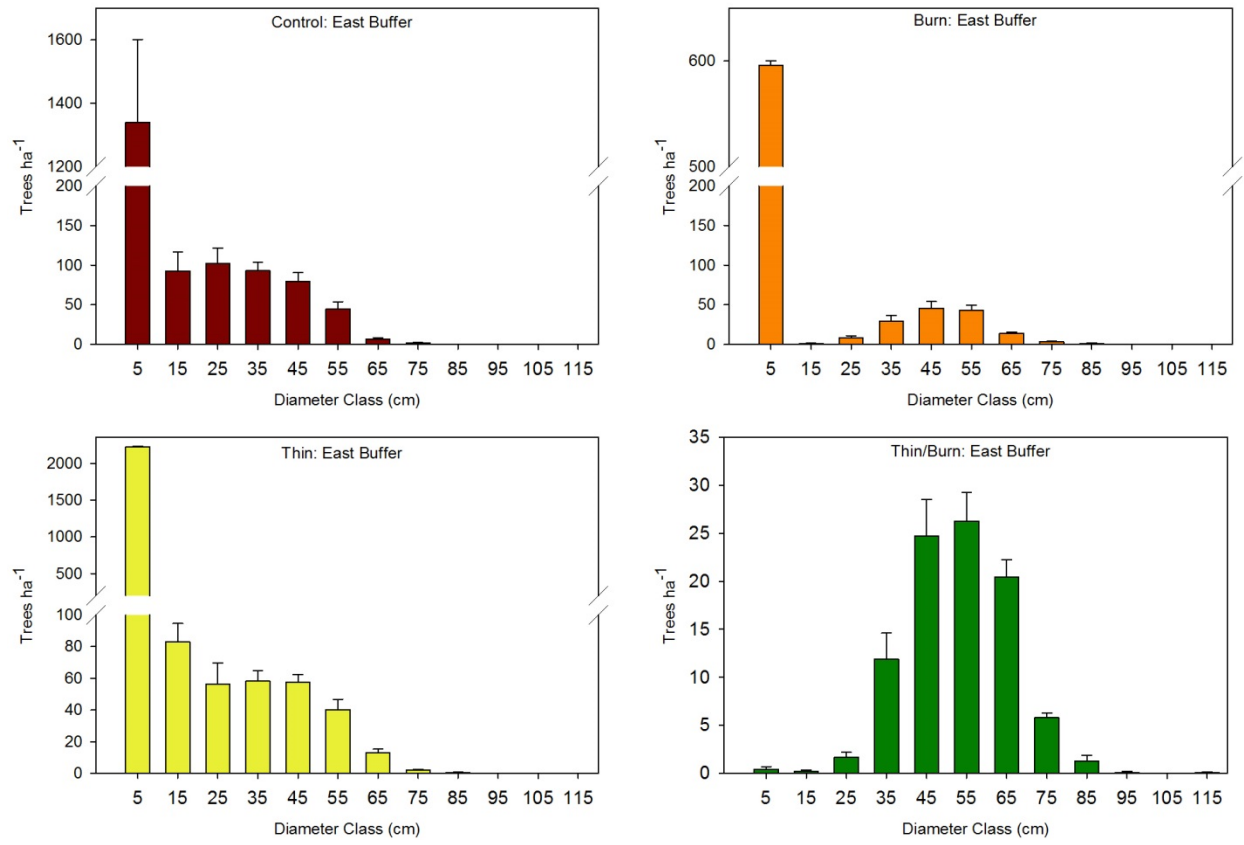 Control: East Buffer
Trees ha-1
1600
1400
1200
200
150
100
50
0
5 15 25 35 45 55 65 75 85 95 105 115
Diameter Class (cm)
Burn: East Buffer
Trees ha-1
600
500
200
150
100
50
0
5 15 25 35 45 55 65 75 85 95 105 115
Diameter Class (cm)
Thin: East Buffer
Trees ha-1
2000
1500
1000
500
100
80
60
40
20
0
5 15 25 35 45 55 65 75 85 95 105 115
Diameter Class (cm)
Thin/Burn: East Buffer
Trees ha-1
35
30
25
20
15
10
5
0
5 15 25 35 45 55 65 75 85 95 105 115
Diameter Class (cm)